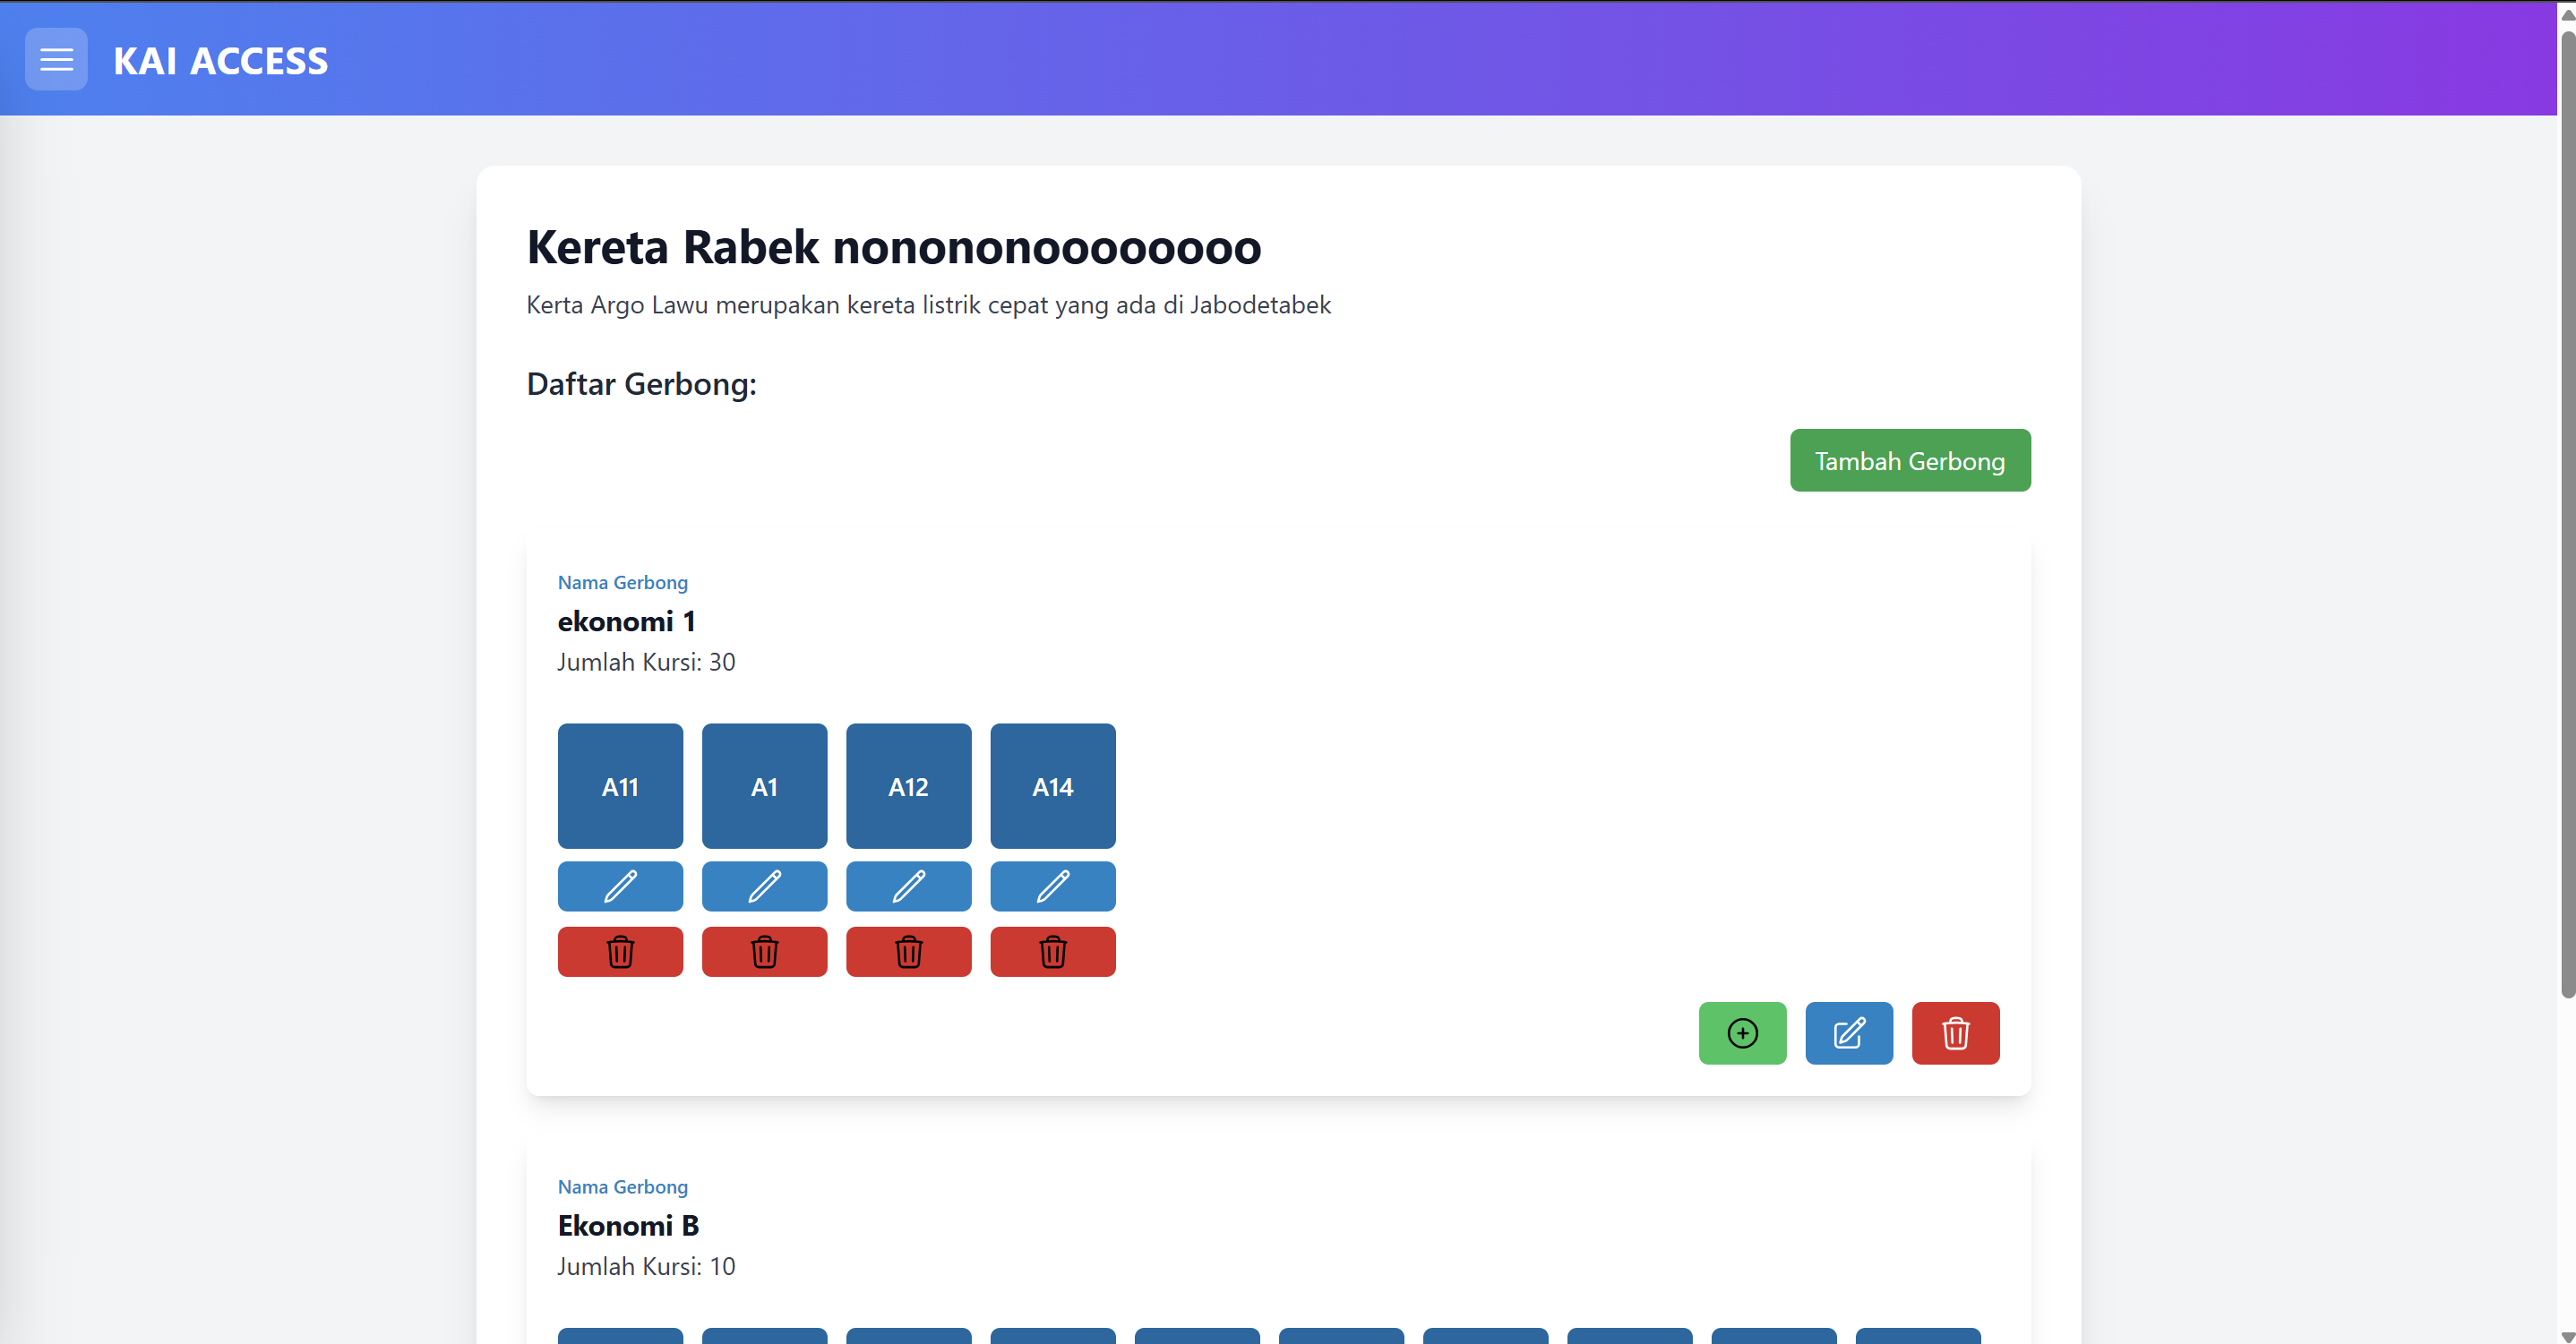 KAI ACCESS
Kereta Rabek nonononoooooooo
Kerta Argo Lawu merupakan kereta listrik cepat yang ada di Jabodetabek
Daftar Gerbong:
Tambah Gerbong
Nama Gerbong
ekonomi 1
Jumlah Kursi: 30
A11 A1 A12 A14
Nama Gerbong
Ekonomi B
Jumlah Kursi: 10